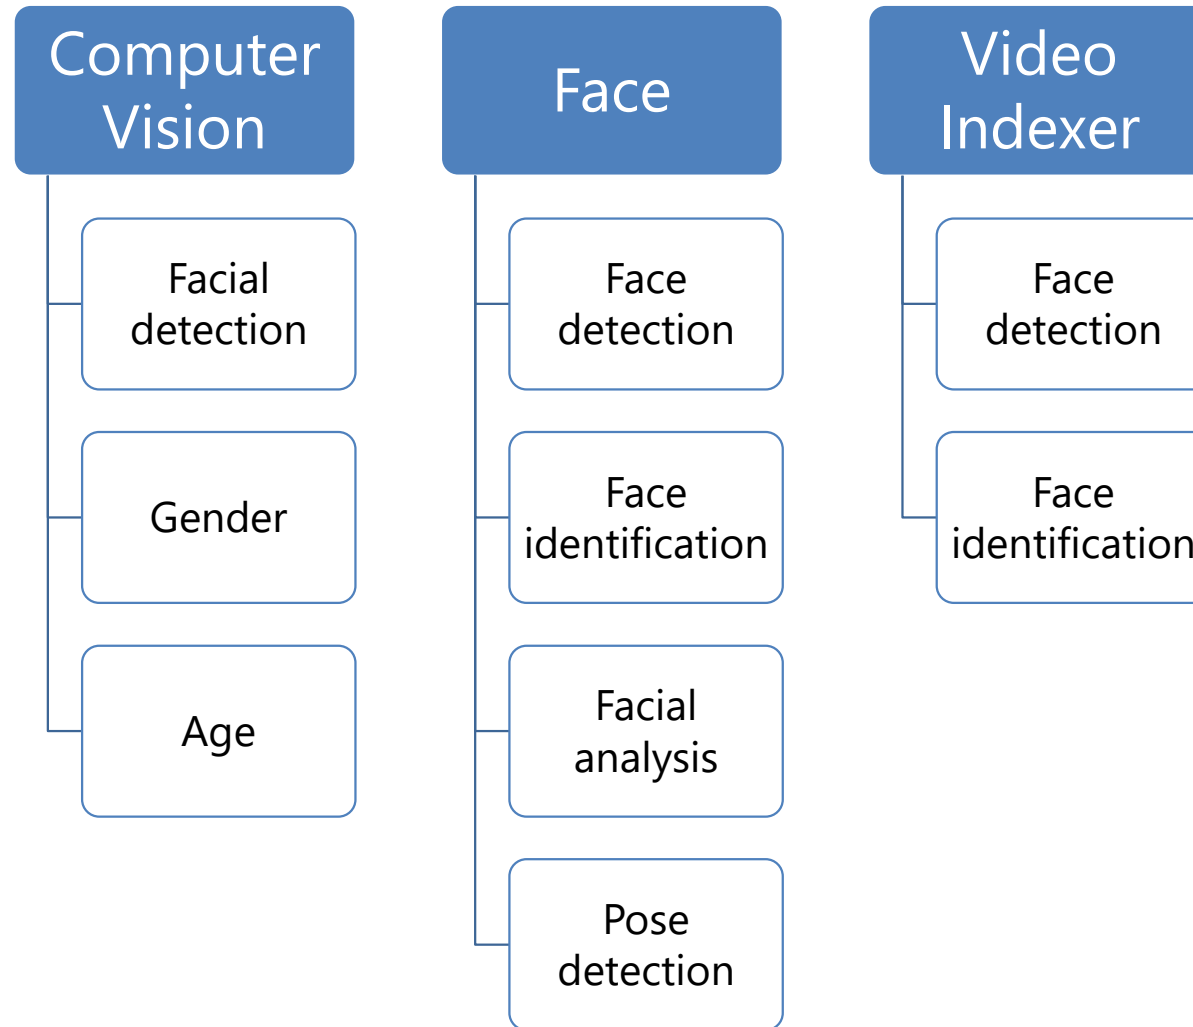 Computer
Vision
Facial
detection
Gender
Age
Face
Face
detection
Face
identification
Facial
analysis
Pose
detection
Video
Indexer
Face
detection
Face
identification